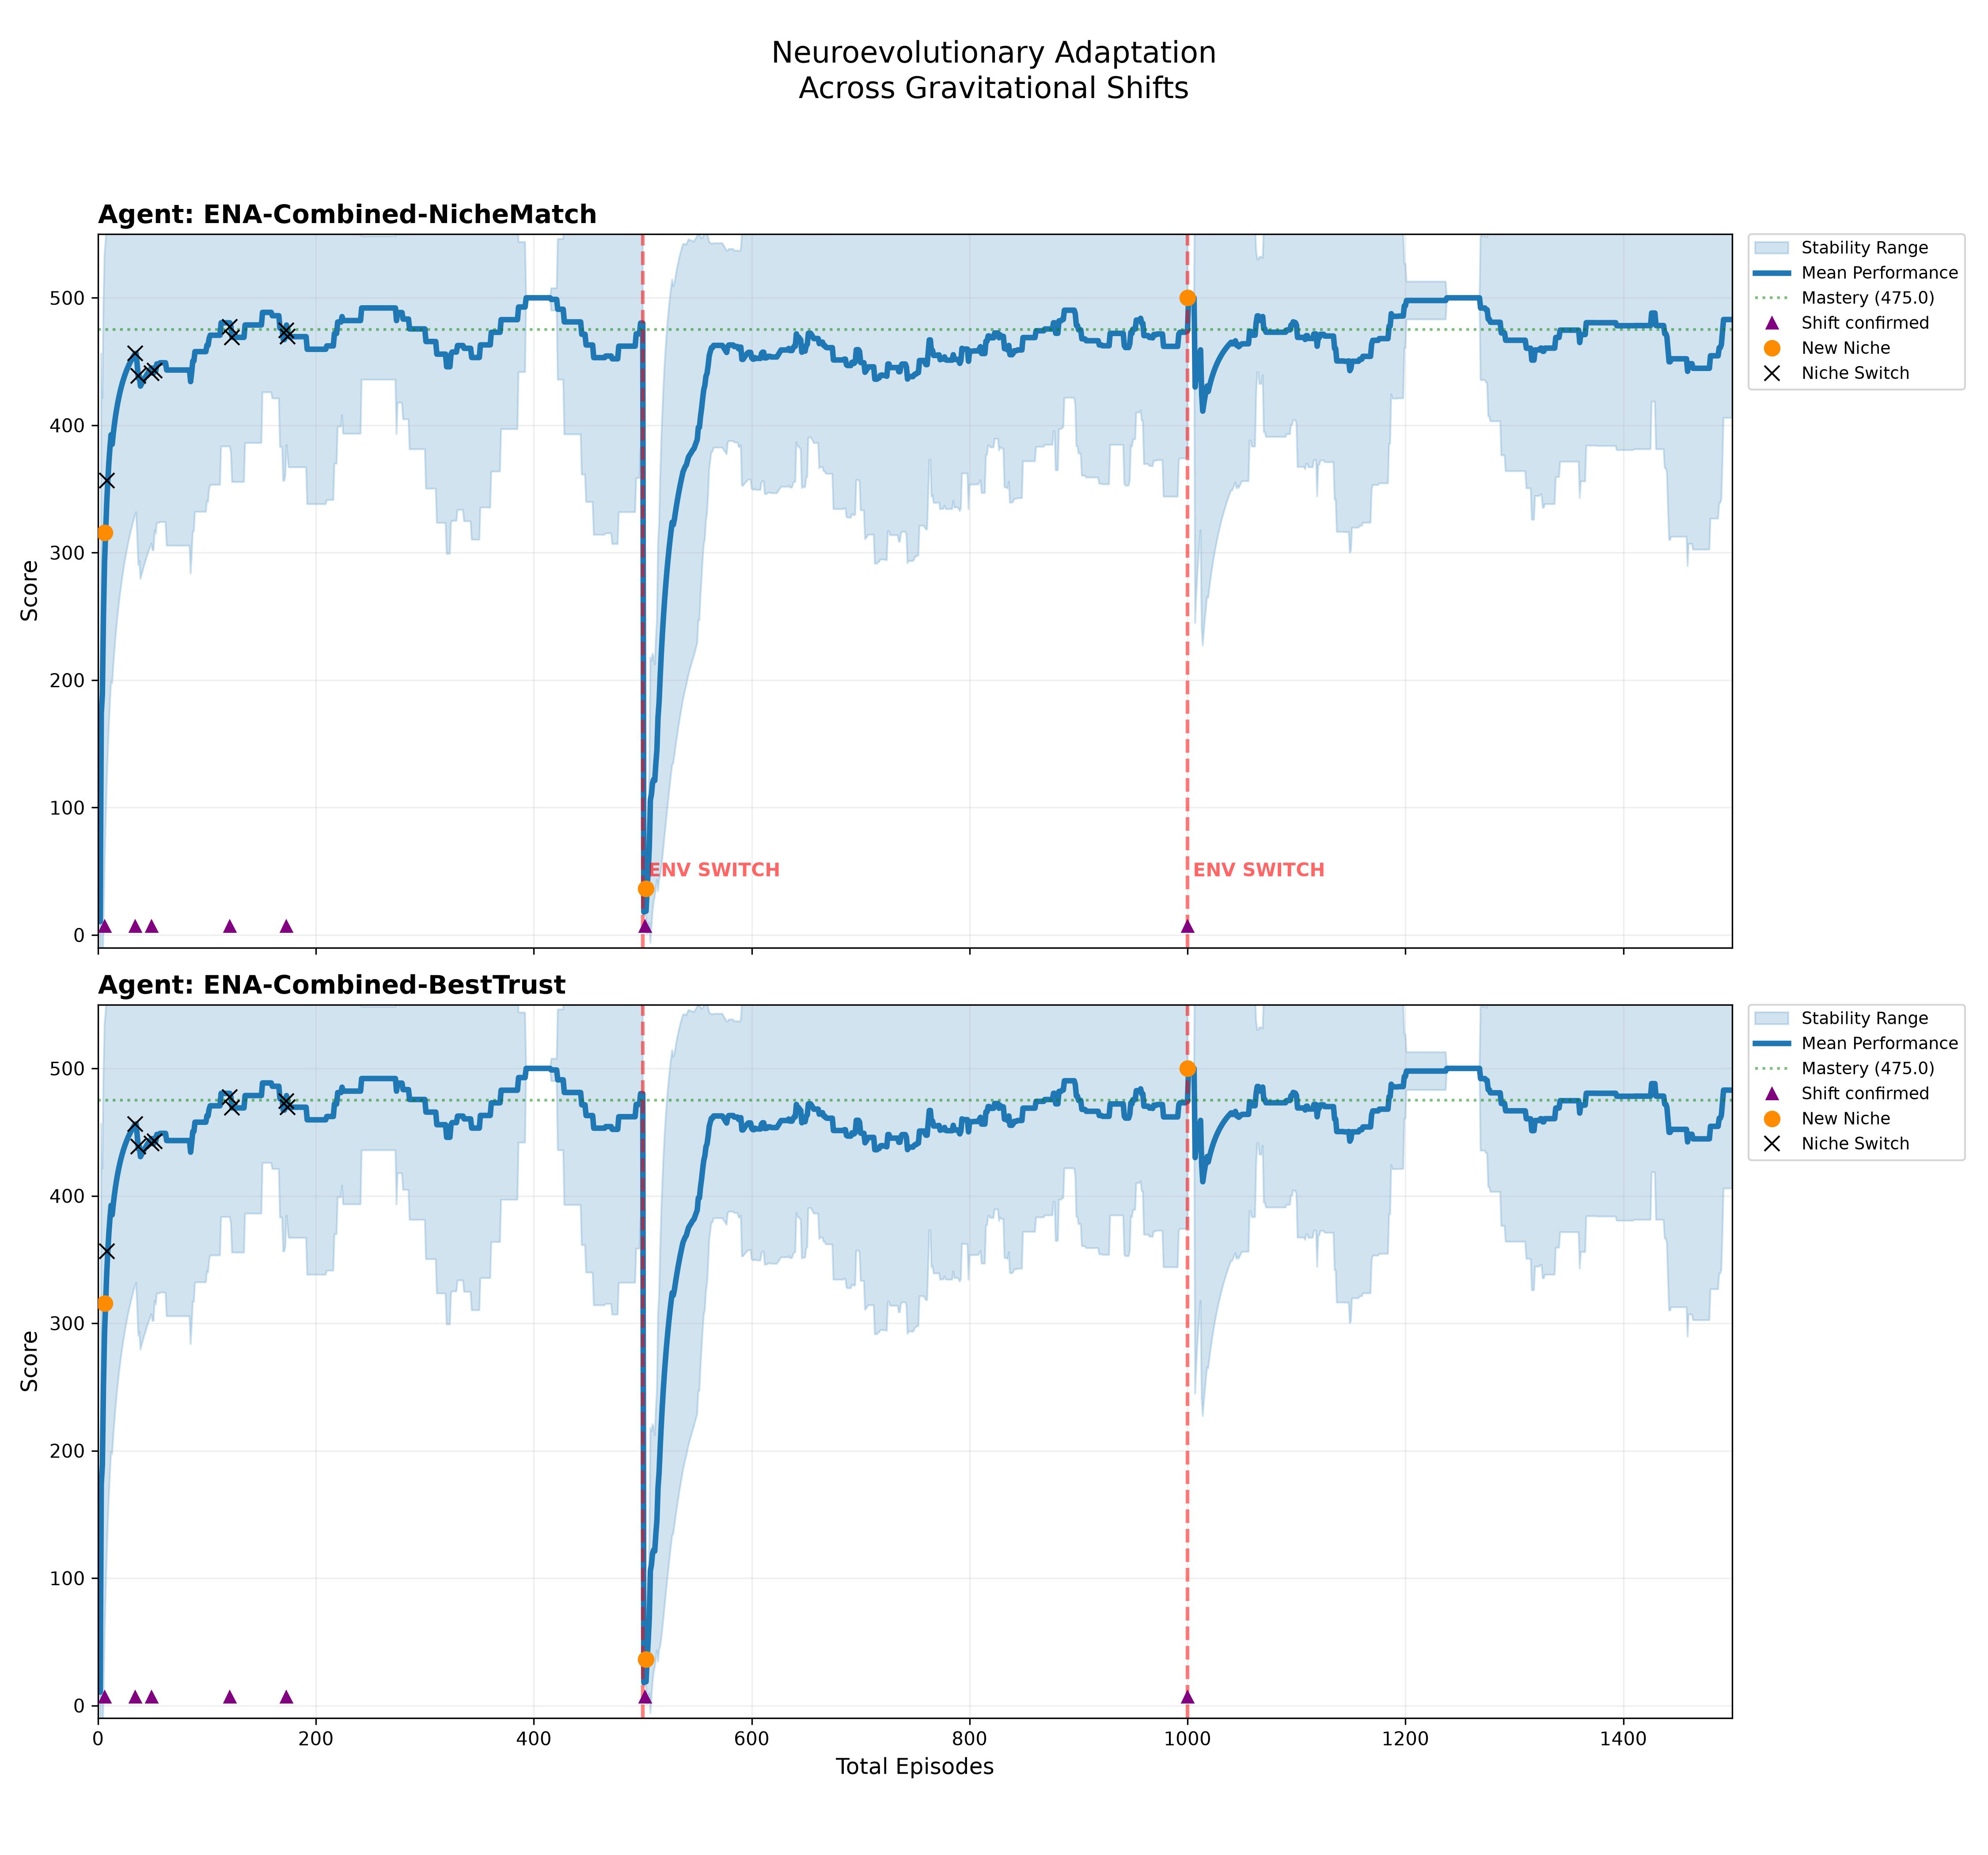 Neuroevolutionary Adaptation
Across Gravitational Shifts
Agent: ENA-Combined-NicheMatch
Score
500
400
300
200
100
0
ENV SWITCH
ENV SWITCH
Stability Range
Mean Performance
Mastery (475.0)
Shift confirmed
New Niche
Niche Switch
Agent: ENA-Combined-BestTrust
Score
500
400
300
200
100
0
Stability Range
Mean Performance
Mastery (475.0)
Shift confirmed
New Niche
Niche Switch
0 200 400 600 800 1000 1200 1400
Total Episodes